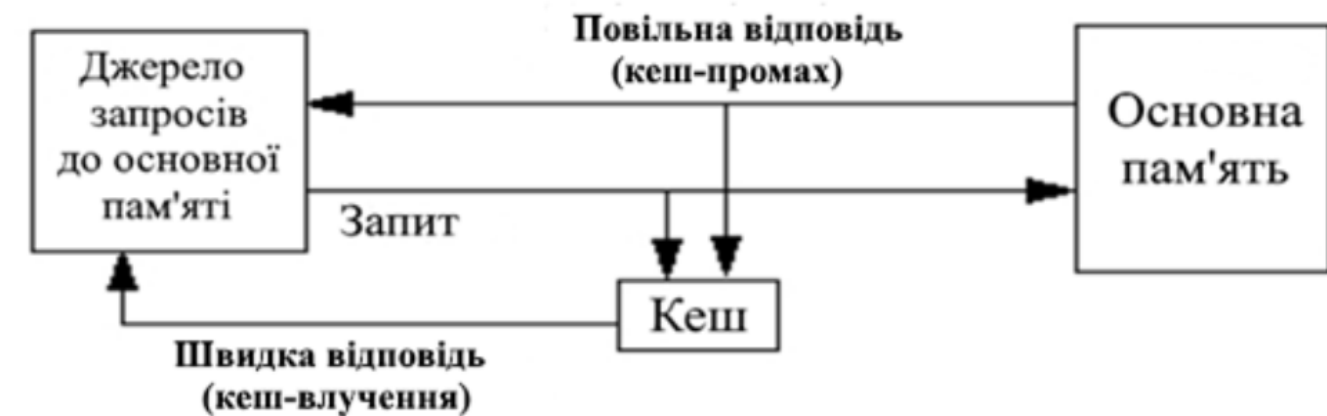 Повільна відповідь
(кеш-промах)
Джерело
запросів
до основної
пам'яті
Основна
пам'ять
Запит
Кеш
Швидка відповідь
(кеш-влучення)